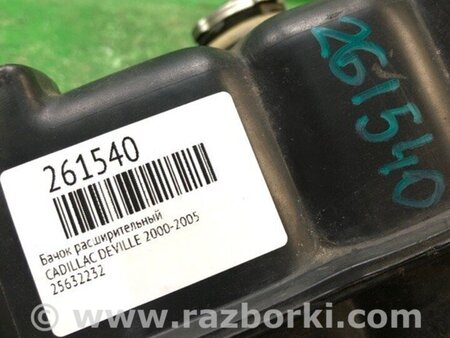 261540
Бачок расширительный
CADILLAC DEVILLE 2000-2005
25632232
261540
www.razborki.com